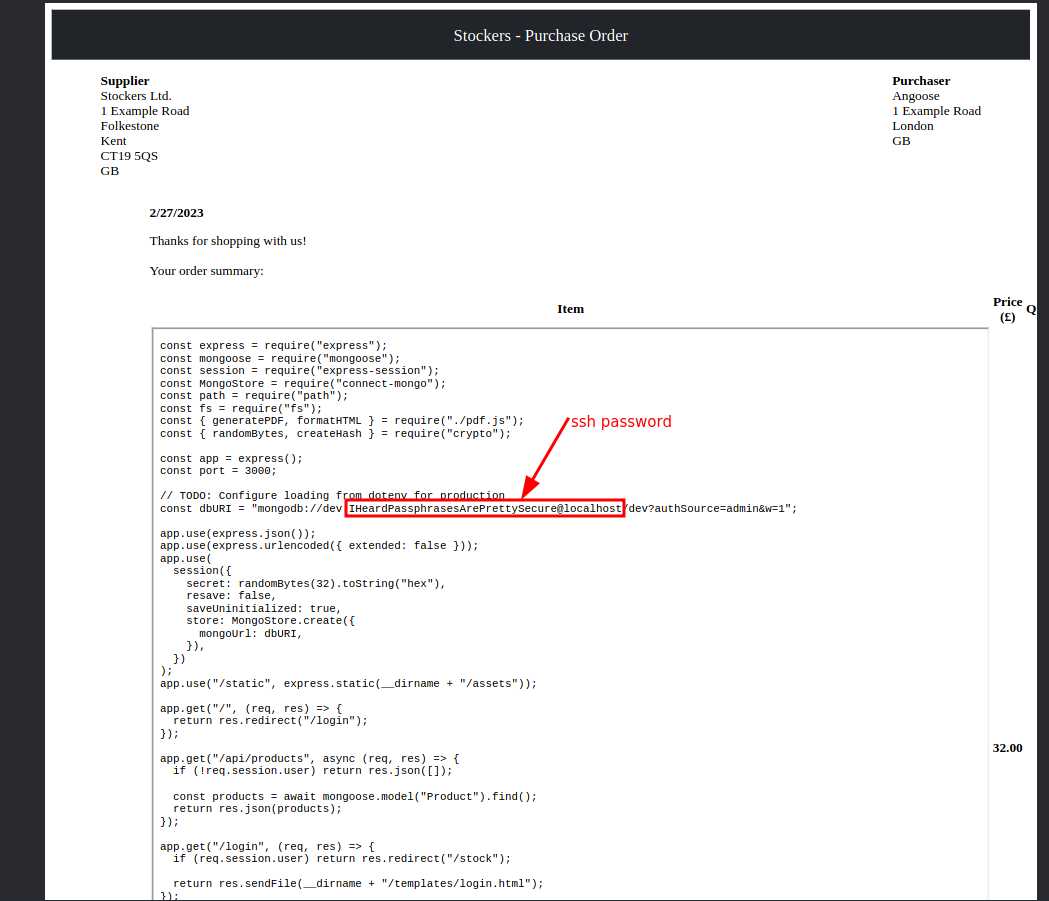 Stockers - Purchase Order
Supplier
Stockers Ltd.
1 Example Road
Folkestone
Kent
CT19 5QS
GB
Purchaser
Angoose
1 Example Road
London
GB
2/27/2023
Thanks for shopping with us!
Your order summary:
Item
Price
(£)
Q
const express = require("express");
const mongoose = require("mongoose");
const session = require("express-session");
const MongoStore = require("connect-mongo");
const path = require("path");
const fs = require("fs");
const { generatePDF, formatHTML } = require("./pdf.js");
const { randomBytes, createHash } = require("crypto");
ssh password
const app = express();
const port = 3000;
// TODO: Configure loading from dotenv for production
const dbURI = "mongodb://dev:IHeardPassphrasesArePrettySecure@localhost/dev?authSource=admin&w=1";
app.use(express.json());
app.use(express.urlencoded({ extended: false }));
app.use(
  session({
    secret: randomBytes(32).toString("hex"),
    resave: false,
    saveUninitialized: true,
    store: MongoStore.create({
      mongoUrl: dbURI,
    }),
  })
);
app.use("/static", express.static(__dirname + "/assets"));
app.get("/", (req, res) => {
  return res.redirect("/login");
});
app.get("/api/products", async (req, res) => {
  if (!req.session.user) return res.json([]);
  const products = await mongoose.model("Product").find();
  return res.json(products);
});
app.get("/login", (req, res) => {
  if (req.session.user) return res.redirect("/stock");
  return res.sendFile(__dirname + "/templates/login.html");
});
32.00